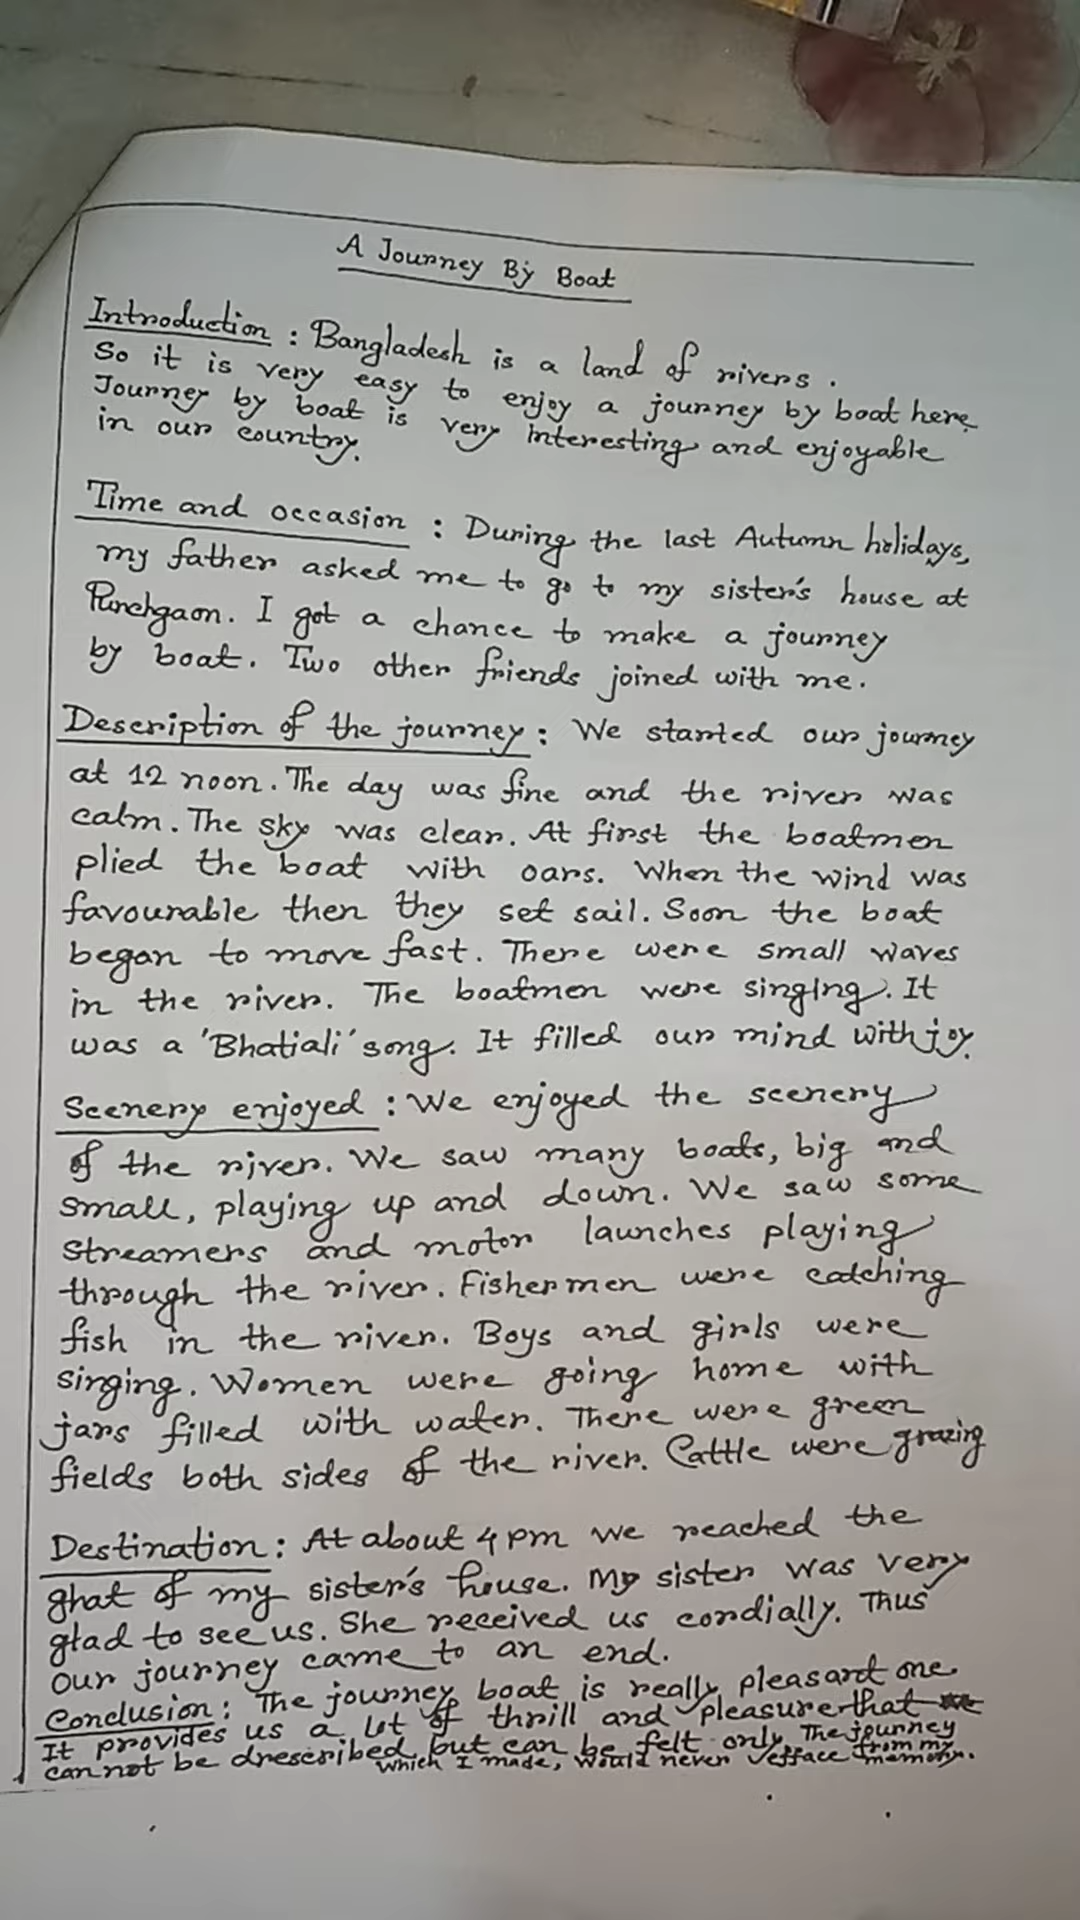 A Journey By Boat
Introduction : Bangladesh is a land of rivers .
So it is very easy to enjoy a journey by boat here.
Journey by boat is very interesting and enjoyable
in our country.
Time and occasion : During the last Autumn holidays,
my father asked me to go to my sister's house at
Panchgaon. I got a chance to make a journey
by boat. Two other friends joined with me.
Description of the journey : We started our journey
at 12 noon. The day was fine and the river was
calm. The sky was clear. At first the boatmen
plied the boat with oars. When the wind was
favourable then they set sail. Soon the boat
began to move fast. There were small waves
in the river. The boatmen were singing. It
was a 'Bhatiali' song. It filled our mind with joy.
Scenery enjoyed : We enjoyed the scenery
of the river. We saw many boats, big and
small, playing up and down. We saw some
streamers and motor launches playing
through the river. Fishermen were catching
fish in the river. Boys and girls were
singing. Women were going home with
jars filled with water. There were green
fields both sides of the river. Cattle were grazing
Destination : At about 4 pm we reached the
ghat of my sister's house. My sister was very
glad to see us. She received us cordially. Thus
our journey came to an end.
Conclusion : The journey boat is really pleasant one
It provides us a lot of thrill and pleasure that
can not be drescribed but can be felt only. The journey
which I made, would never efface from my memory.